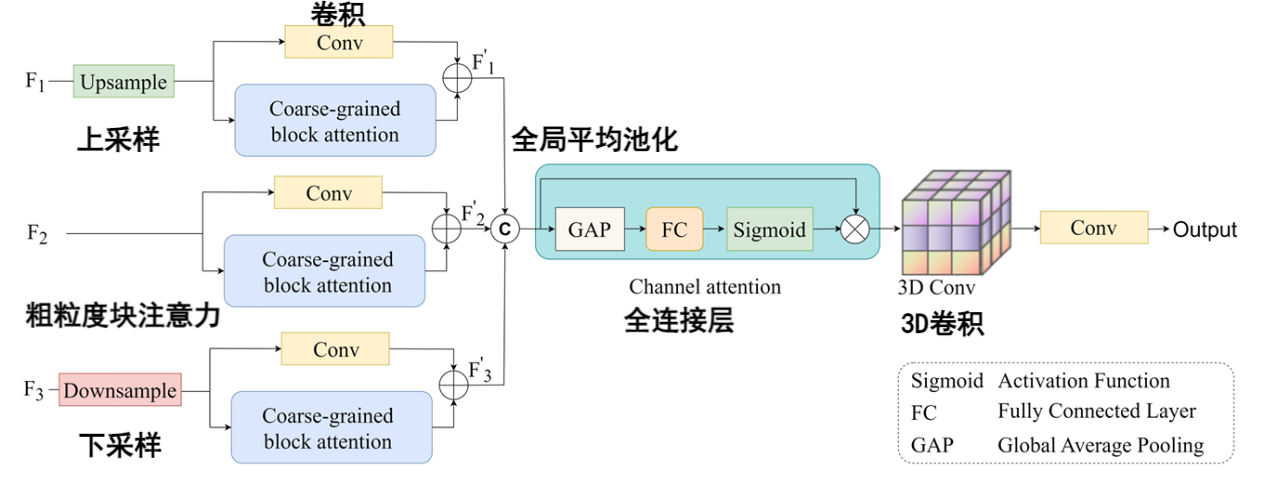 卷积
Conv
F1
Upsample
F'1
Coarse-grained
block attention
上采样
全局平均池化
Conv
F2
F'2
C
GAP
FC
Sigmoid
Conv
Output
Coarse-grained
block attention
Channel attention
3D Conv
粗粒度块注意力
全连接层
3D卷积
Conv
F3
Downsample
F'3
Coarse-grained
block attention
下采样
Sigmoid Activation Function
FC Fully Connected Layer
GAP Global Average Pooling